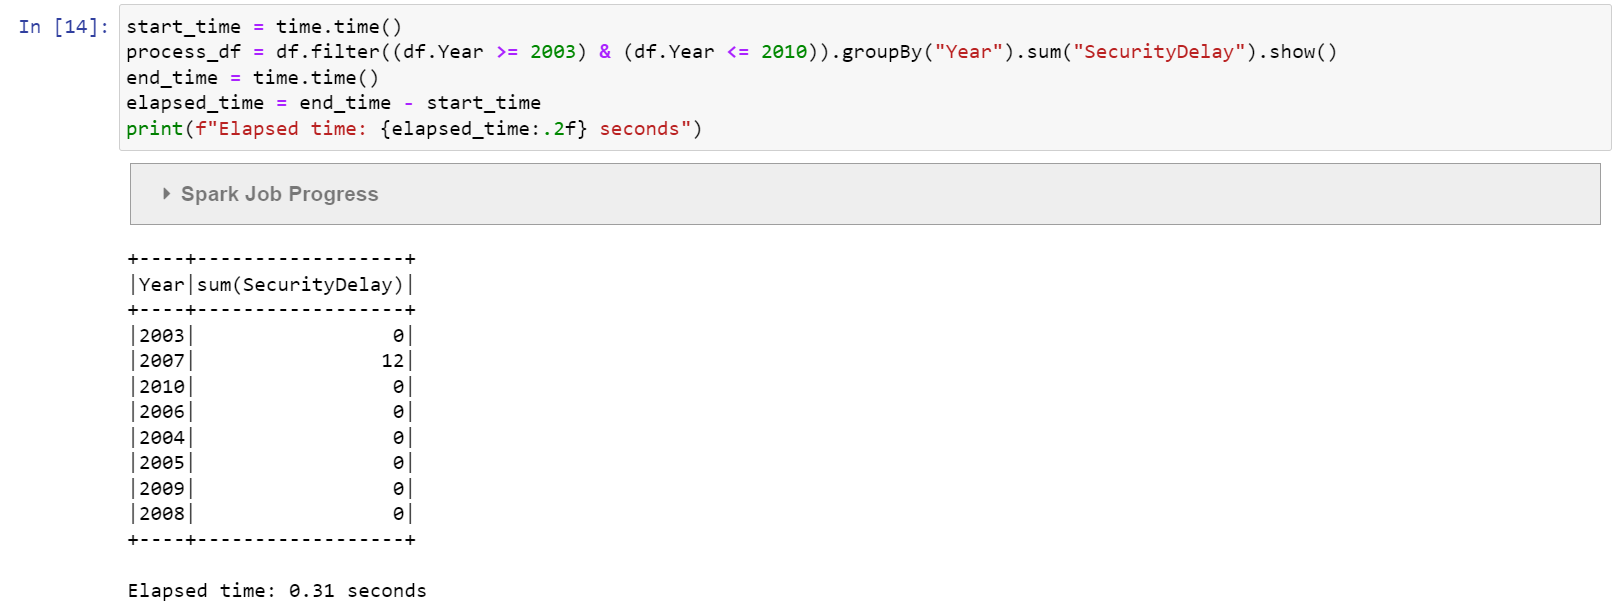 In [14]:
start_time = time.time()
process_df = df.filter((df.Year >= 2003) & (df.Year <= 2010)).groupBy("Year").sum("SecurityDelay").show()
end_time = time.time()
elapsed_time = end_time - start_time
print(f"Elapsed time: {elapsed_time:.2f} seconds")
Spark Job Progress
+----+------------------+
|Year|sum(SecurityDelay)|
+----+------------------+
|2003|                 0|
|2007|                12|
|2010|                 0|
|2006|                 0|
|2004|                 0|
|2005|                 0|
|2009|                 0|
|2008|                 0|
+----+------------------+
Elapsed time: 0.31 seconds